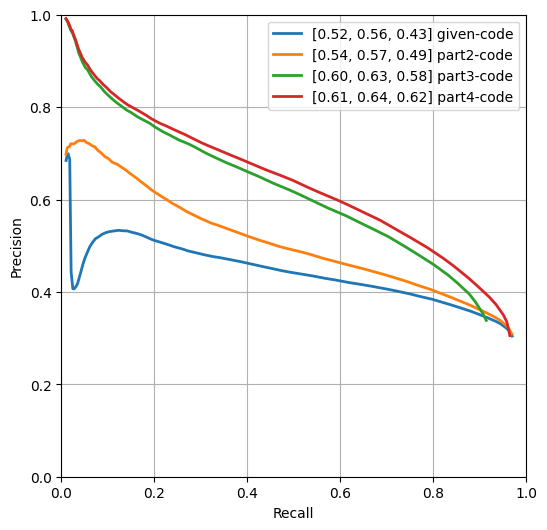 [0.52, 0.56, 0.43] given-code
[0.54, 0.57, 0.49] part2-code
[0.60, 0.63, 0.58] part3-code
[0.61, 0.64, 0.62] part4-code
1.0
0.8
0.6
0.4
0.2
0.0
Precision
0.0 0.2 0.4 0.6 0.8 1.0
Recall